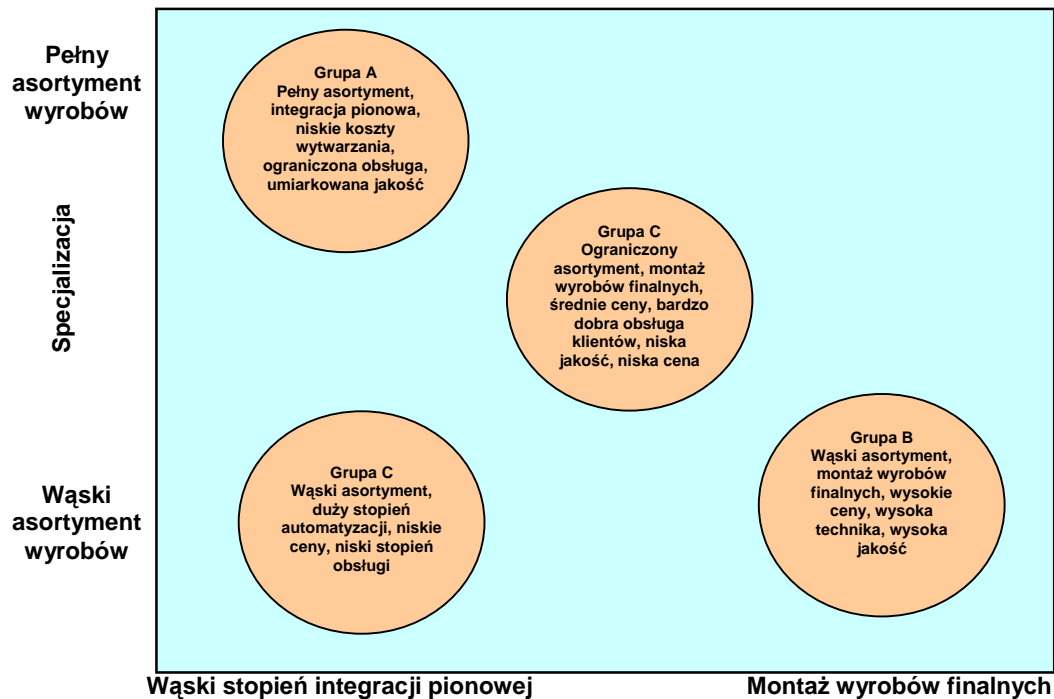 Pełny
asortyment
wyrobów
Grupa A
Pełny asortyment,
integracja pionowa,
niskie koszty
wytwarzania,
ograniczona obsługa,
umiarkowana jakość
Specjalizacja
Grupa C
Ograniczony
asortyment, montaż
wyrobów finalnych,
średnie ceny, bardzo
dobra obsługa
klientów, niska
jakość, niska cena
Wąski
asortyment
wyrobów
Grupa C
Wąski asortyment,
duży stopień
automatyzacji, niskie
ceny, niski stopień
obsługi
Grupa B
Wąski asortyment,
montaż wyrobów
finalnych, wysokie
ceny, wysoka
technika, wysoka
jakość
Wąski stopień integracji pionowej
Montaż wyrobów finalnych